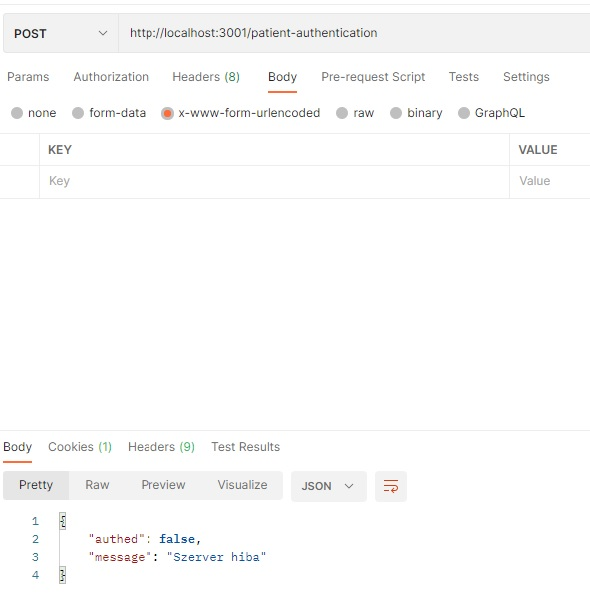 POST http://localhost:3001/patient-authentication
Params Authorization Headers (8) Body Pre-request Script Tests Settings
none form-data x-www-form-urlencoded raw binary GraphQL
KEY VALUE
Key Value
Body Cookies (1) Headers (9) Test Results
Pretty Raw Preview Visualize JSON
1 {
2 "authed": false,
3 "message": "Szerver hiba"
4 }